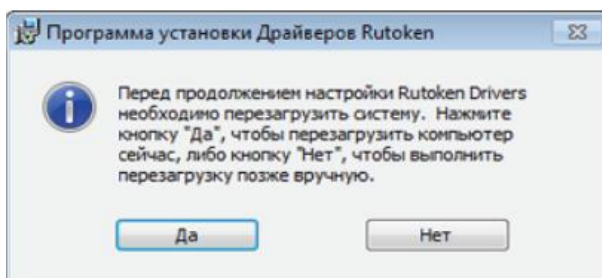 Программа установки Драйверов Rutoken
Перед продолжением настройки Rutoken Drivers
необходимо перезагрузить систему. Нажмите
кнопку "Да", чтобы перезагрузить компьютер
сейчас, либо кнопку "Нет", чтобы выполнить
перезагрузку позже вручную.
Да
Нет